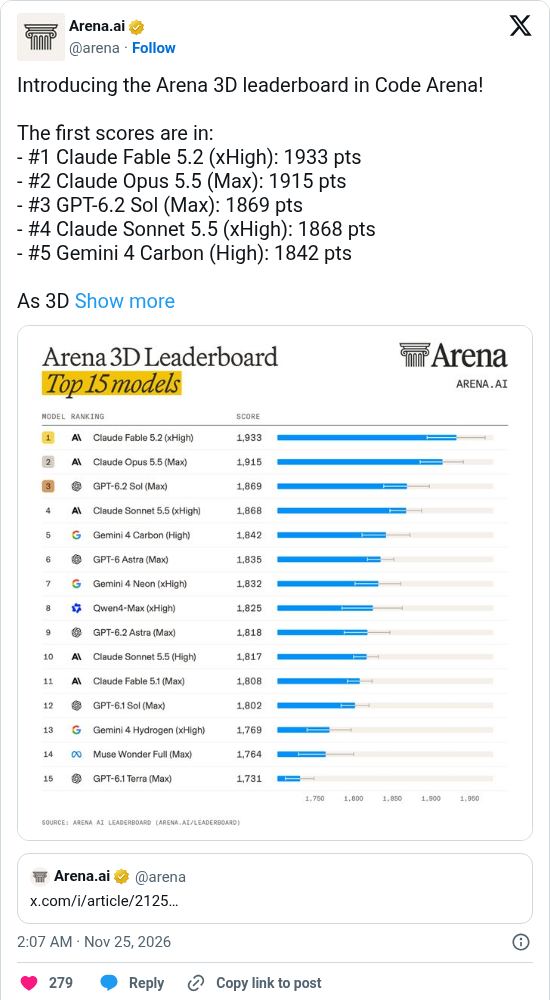 Arena.ai
@arena · Follow
Introducing the Arena 3D leaderboard in Code Arena!
The first scores are in:
- #1 Claude Fable 5.2 (xHigh): 1933 pts
- #2 Claude Opus 5.5 (Max): 1915 pts
- #3 GPT-6.2 Sol (Max): 1869 pts
- #4 Claude Sonnet 5.5 (xHigh): 1868 pts
- #5 Gemini 4 Carbon (High): 1842 pts
As 3D Show more
Arena 3D Leaderboard
Top 15 models
Arena
ARENA.AI
MODEL RANKING SCORE
1 Claude Fable 5.2 (xHigh) 1,933
2 Claude Opus 5.5 (Max) 1,915
3 GPT-6.2 Sol (Max) 1,869
4 Claude Sonnet 5.5 (xHigh) 1,868
5 Gemini 4 Carbon (High) 1,842
6 GPT-6 Astra (Max) 1,835
7 Gemini 4 Neon (xHigh) 1,832
8 Qwen4-Max (xHigh) 1,825
9 GPT-6.2 Astra (Max) 1,818
10 Claude Sonnet 5.5 (High) 1,817
11 Claude Fable 5.1 (Max) 1,808
12 GPT-6.1 Sol (Max) 1,802
13 Gemini 4 Hydrogen (xHigh) 1,769
14 Muse Wonder Full (Max) 1,764
15 GPT-6.1 Terra (Max) 1,731
1,750 1,800 1,850 1,900 1,950
SOURCE: ARENA AI LEADERBOARD (ARENA.AI/LEADERBOARD)
Arena.ai @arena
x.com/i/article/2125…
2:07 AM · Nov 25, 2026
279 Reply Copy link to post